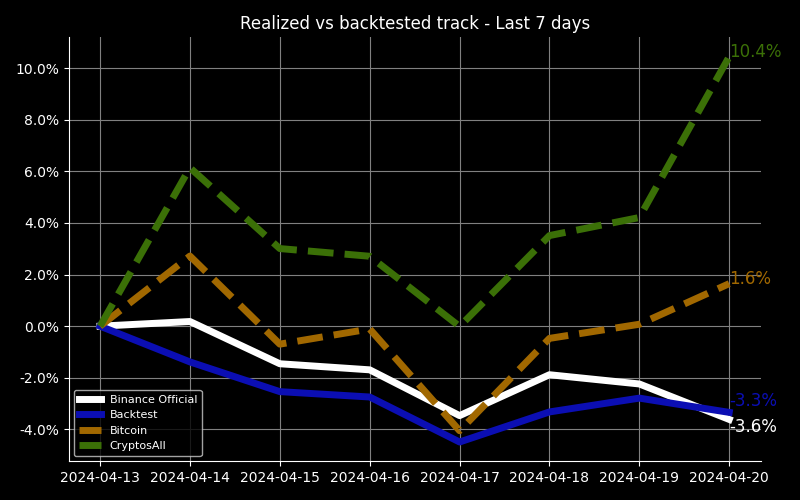 Realized vs backtested track - Last 7 days
10.0%
8.0%
6.0%
4.0%
2.0%
0.0%
-2.0%
-4.0%
10.4%
1.6%
-3.3%
-3.6%
Binance Official
Backtest
Bitcoin
CryptosAll
2024-04-13 2024-04-14 2024-04-15 2024-04-16 2024-04-17 2024-04-18 2024-04-19 2024-04-20